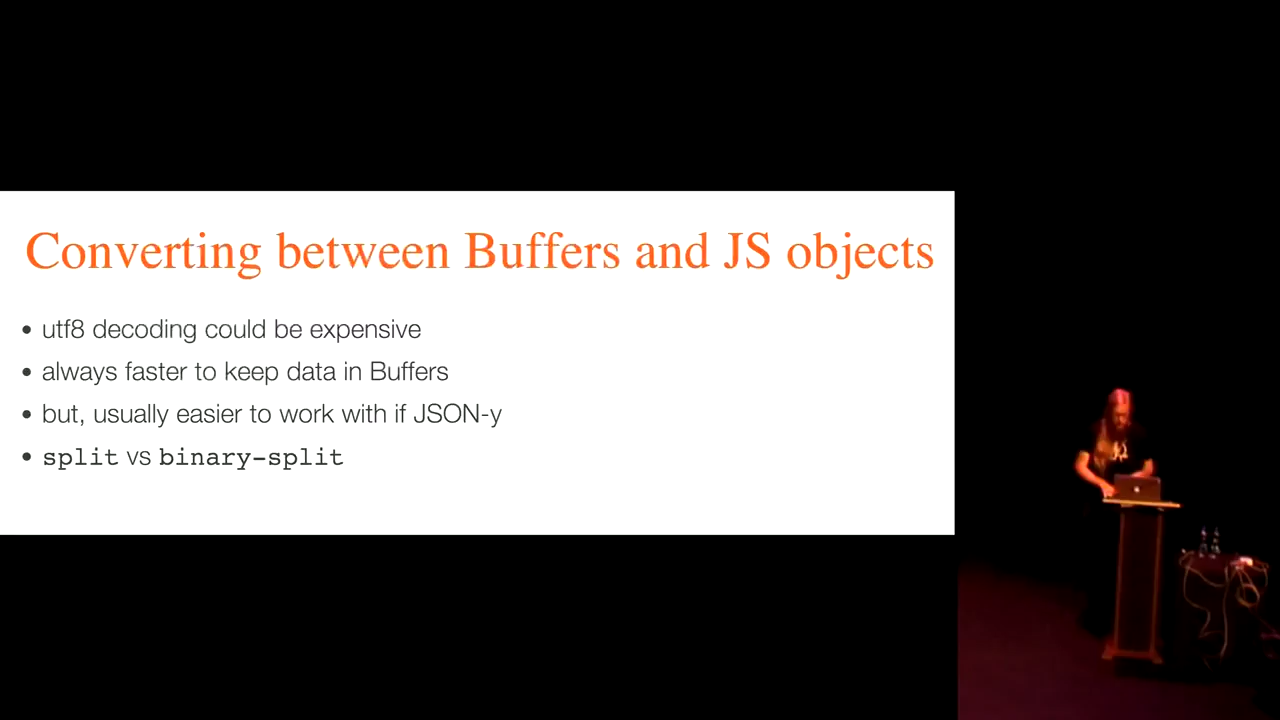 Converting between Buffers and JS objects
• utf8 decoding could be expensive
• always faster to keep data in Buffers
• but, usually easier to work with if JSON-y
• split vs binary-split